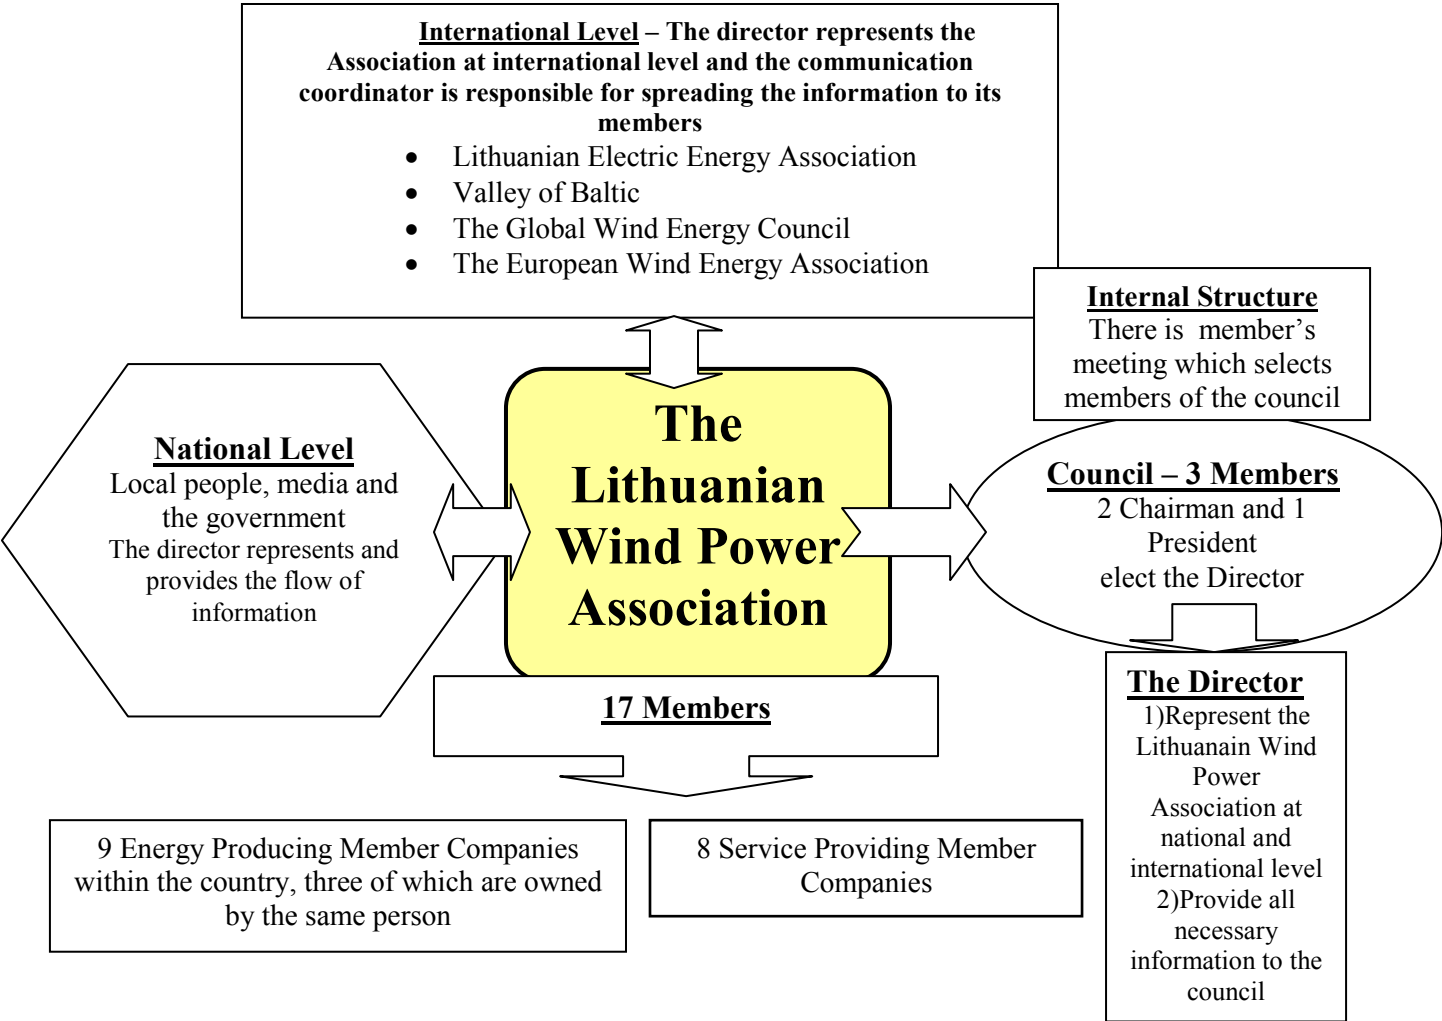 International Level – The director represents the
Association at international level and the communication
coordinator is responsible for spreading the information to its
members
• Lithuanian Electric Energy Association
• Valley of Baltic
• The Global Wind Energy Council
• The European Wind Energy Association
Internal Structure
There is member’s
meeting which selects
members of the council
National Level
Local people, media and
the government
The director represents and
provides the flow of
information
The
Lithuanian
Wind Power
Association
Council – 3 Members
2 Chairman and 1
President
elect the Director
17 Members
The Director
1)Represent the
Lithuanain Wind
Power
Association at
national and
international level
2)Provide all
necessary
information to the
council
9 Energy Producing Member Companies
within the country, three of which are owned
by the same person
8 Service Providing Member
Companies